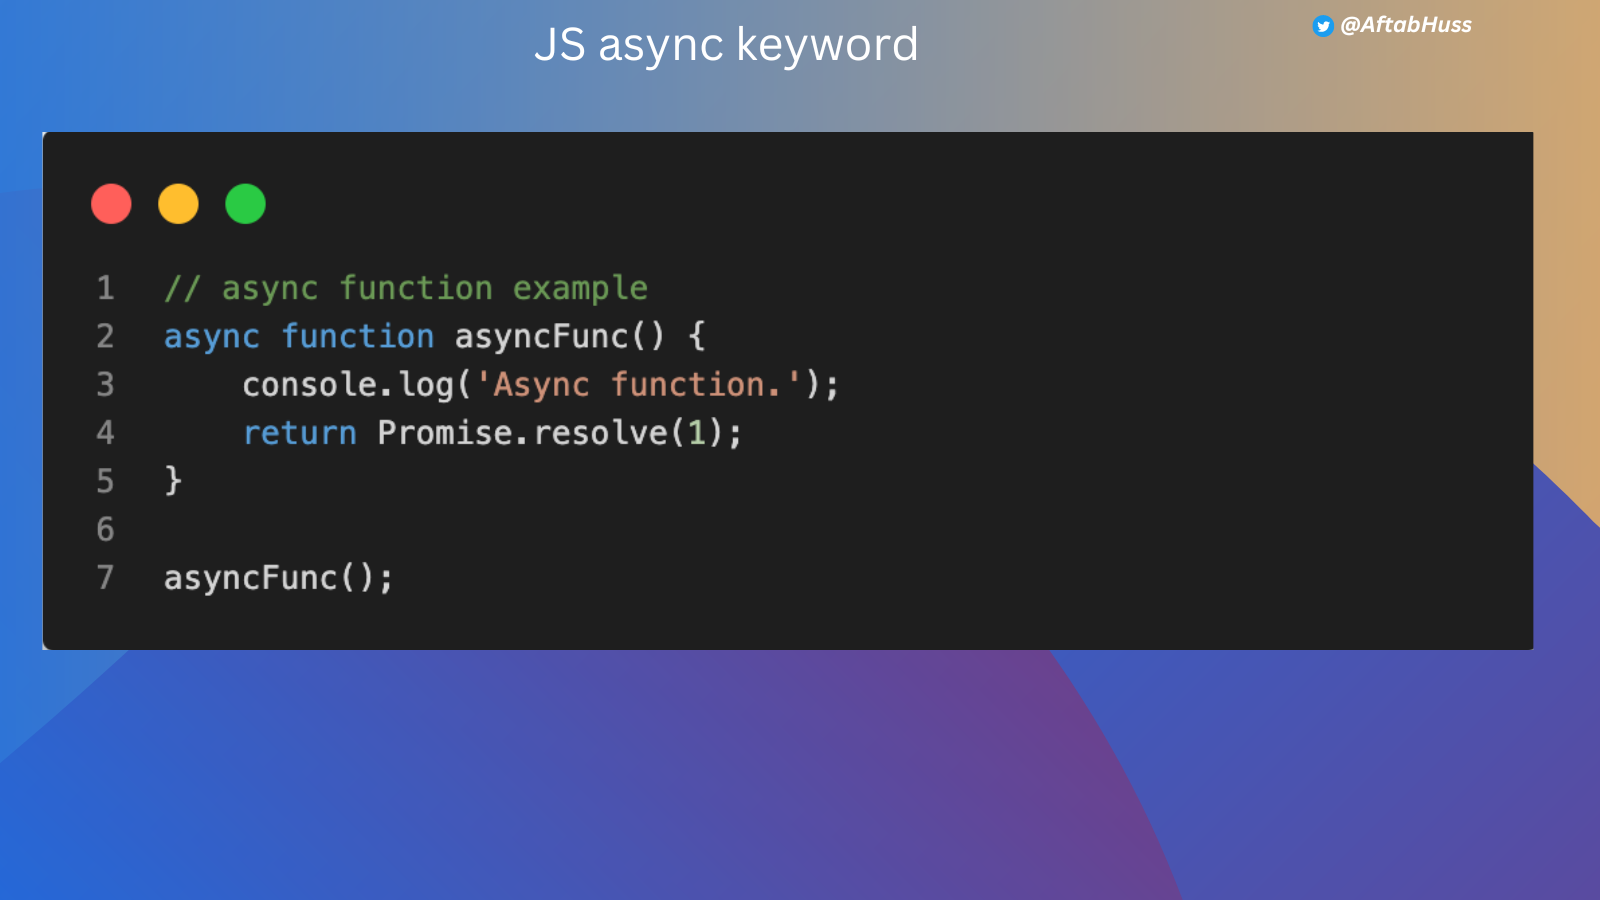 JS async keyword
@AftabHuss
1 // async function example
2 async function asyncFunc() {
3     console.log('Async function.');
4     return Promise.resolve(1);
5 }
6
7 asyncFunc();